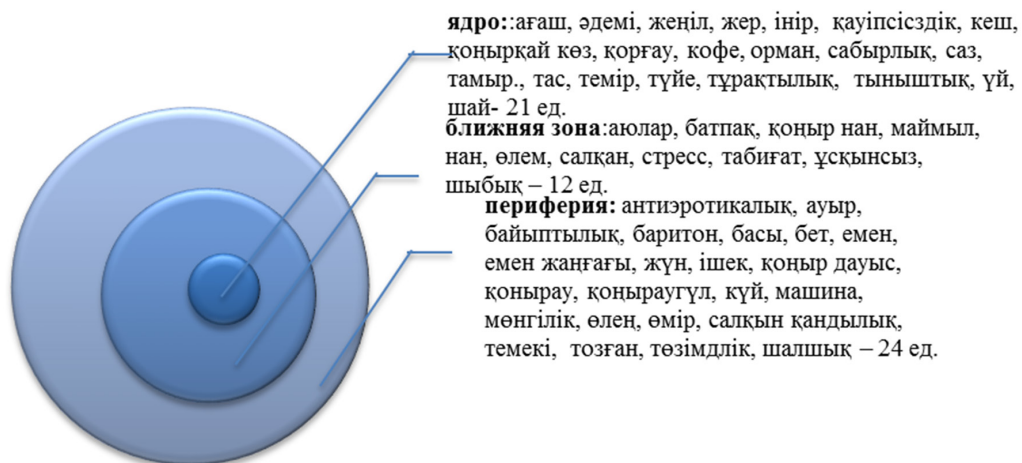 ядро::ағаш, әдемі, жеңіл, жер, інір, қауіпсісздік, кеш,
қоңырқай көз, қорғау, кофе, орман, сабырлық, саз,
тамыр., тас, темір, түйе, тұрақтылық, тыныштық, үй,
шай- 21 ед.
ближняя зона:аюлар, батпақ, қоңыр нан, маймыл,
нан, өлем, салқан, стресс, табиғат, ұсқынсыз,
шыбық – 12 ед.
периферия: антиэротикалық, ауыр,
байыптылық, баритон, басы, бет, емен,
емен жаңғағы, жүн, ішек, қоңыр дауыс,
қонырау, қоңыраугүл, күй, машина,
мөнгілік, өлең, өмір, салқын қандылық,
темекі, тозған, төзімдлік, шалшық – 24 ед.